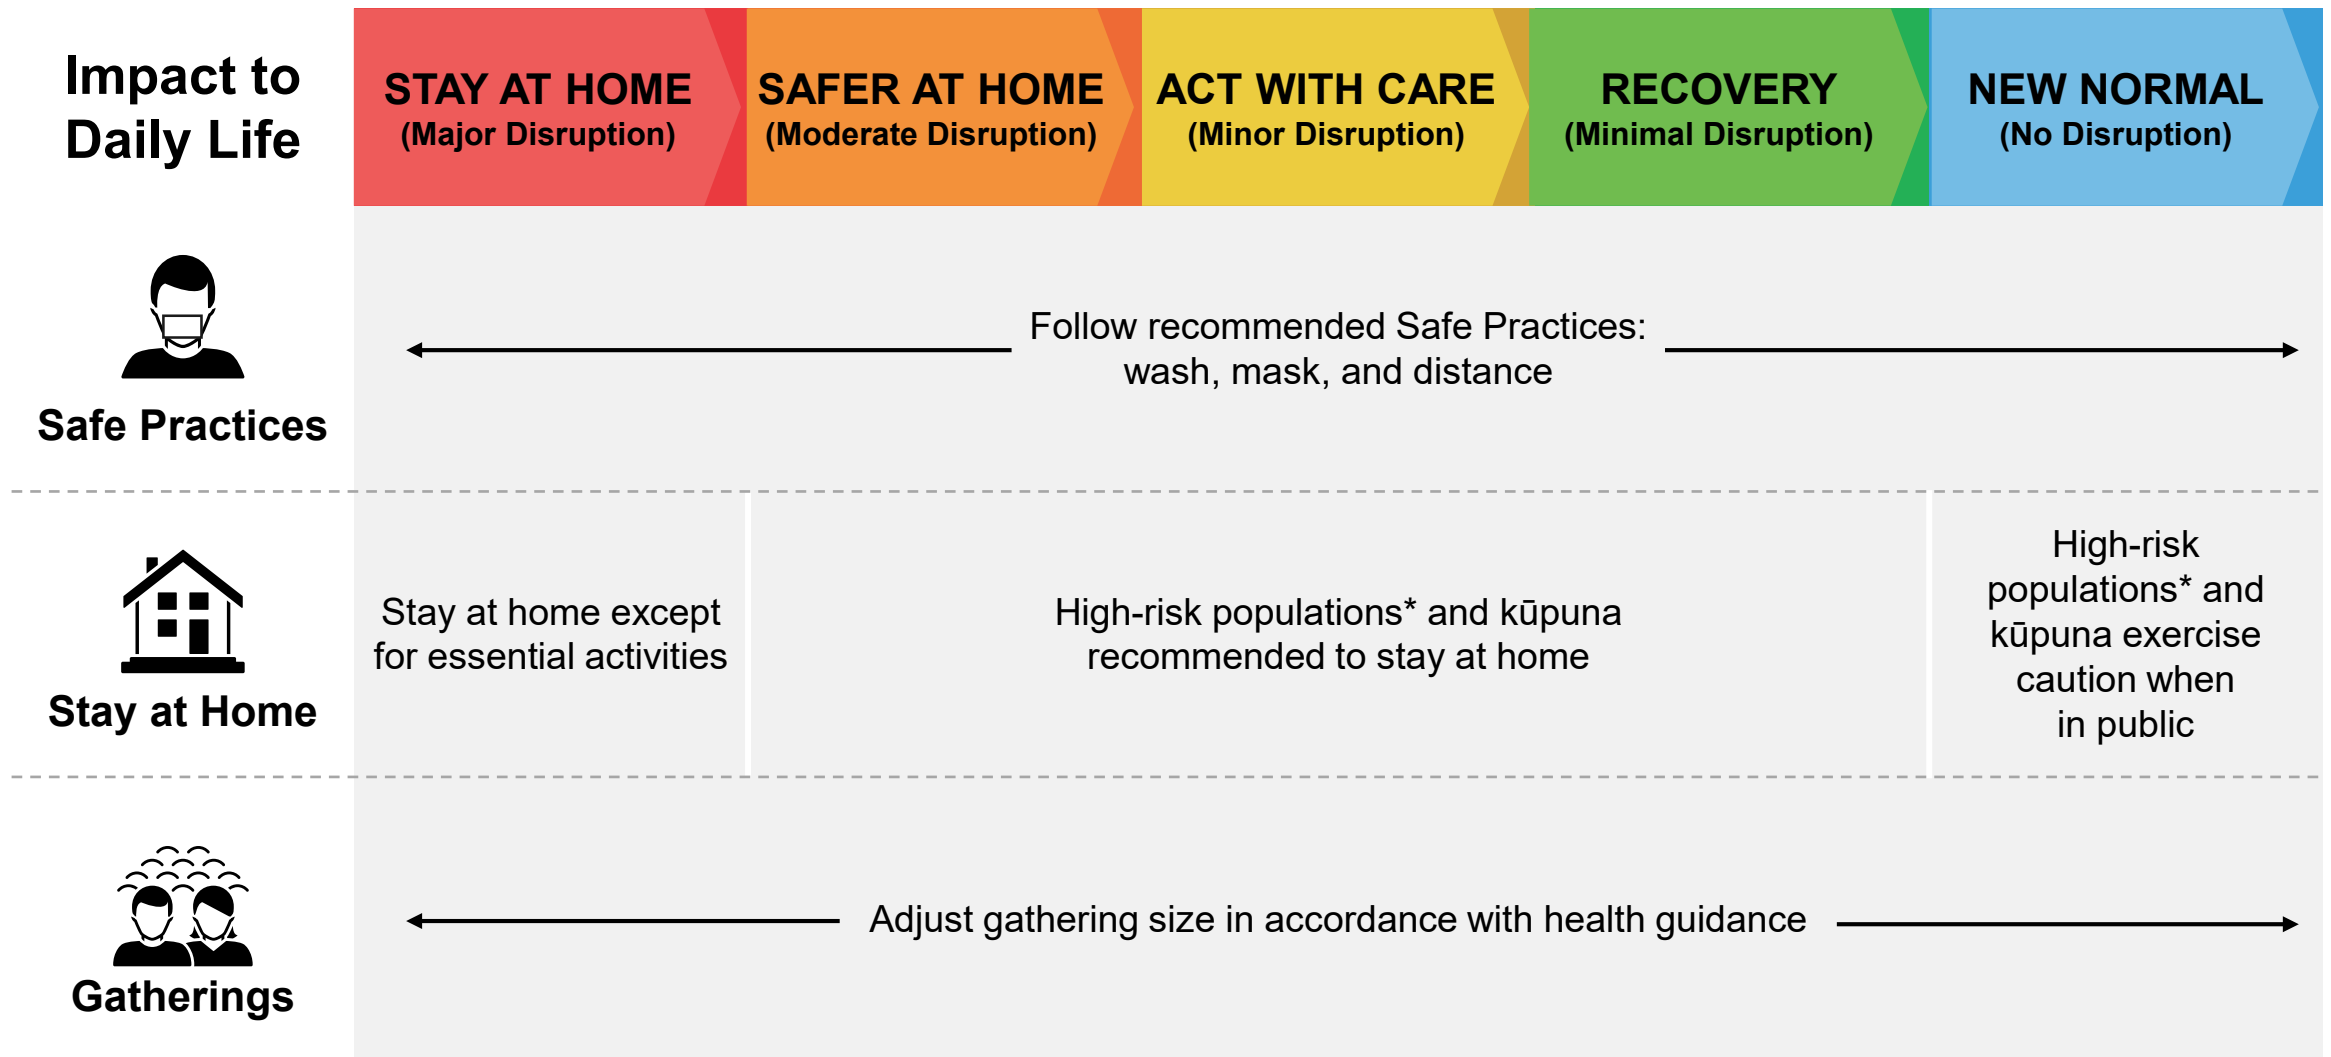 Impact to
Daily Life
STAY AT HOME
(Major Disruption)
SAFER AT HOME
(Moderate Disruption)
ACT WITH CARE
(Minor Disruption)
RECOVERY
(Minimal Disruption)
NEW NORMAL
(No Disruption)
Safe Practices
Follow recommended Safe Practices:
wash, mask, and distance
Stay at Home
Stay at home except
for essential activities
High-risk populations* and kūpuna
recommended to stay at home
High-risk
populations* and
kūpuna exercise
caution when
in public
Gatherings
Adjust gathering size in accordance with health guidance